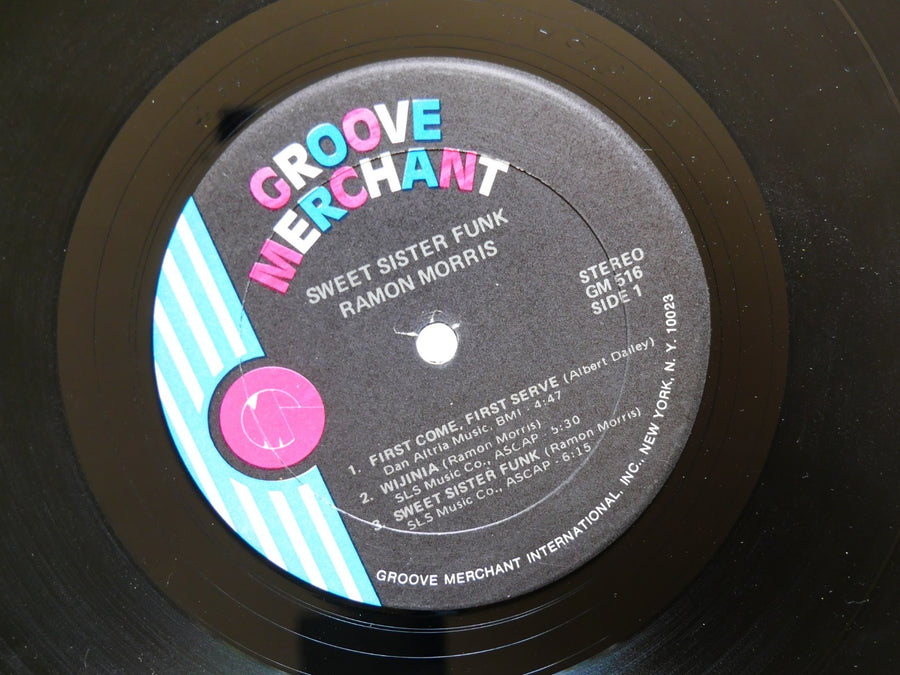 GROOVE
MERCHANT
SWEET SISTER FUNK
RAMON MORRIS
STEREO
GM 516
SIDE 1
1. FIRST COME, FIRST SERVE (Albert Dailey)
Dan Altria Music, BMI - 4:47
2. WIJINIA (Ramon Morris)
SLS Music Co., ASCAP - 5:30
3. SWEET SISTER FUNK (Ramon Morris)
SLS Music Co., ASCAP - 6:15
GROOVE MERCHANT INTERNATIONAL, INC., NEW YORK, N. Y. 10023